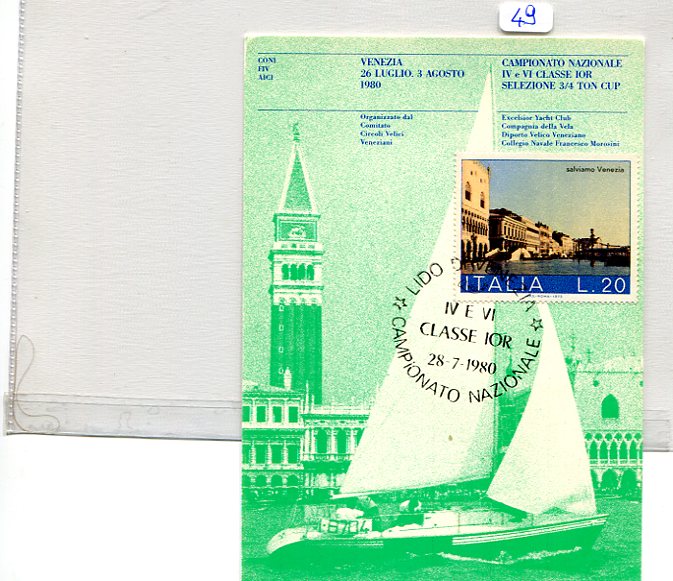 49
CONI
FIV
AICI
VENEZIA
26 LUGLIO. 3 AGOSTO
1980
CAMPIONATO NAZIONALE
IV e VI CLASSE IOR
SELEZIONE 3/4 TON CUP
Organizzato dal
Comitato
Circoli Velici
Veneziani
Excelsior Yacht Club
Compagnia della Vela
Diporto Velico Veneziano
Collegio Navale Francesco Morosini
salviamo Venezia
ITALIA L.20
LIDO DI VENEZIA
IV E VI
CLASSE IOR
28-7-1980
CAMPIONATO NAZIONALE